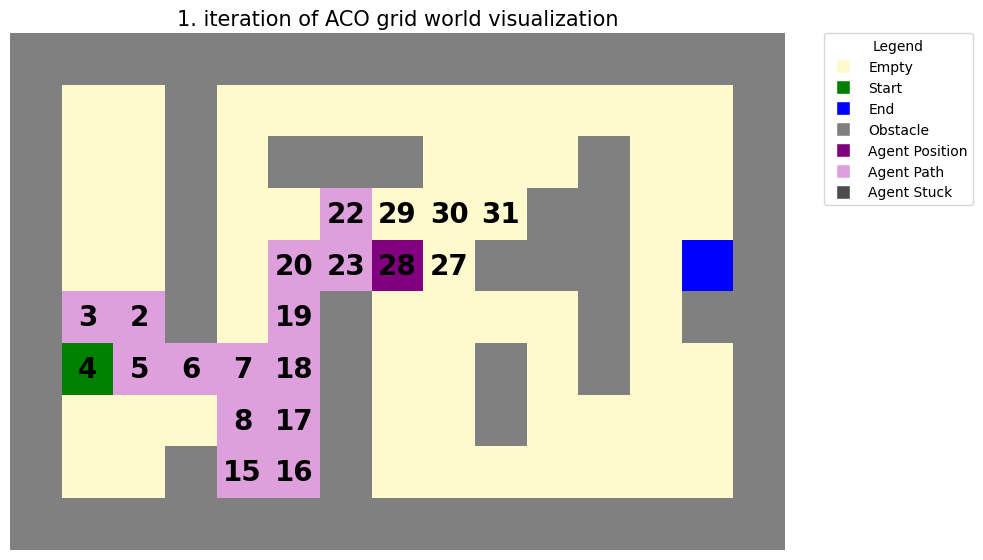 1. iteration of ACO grid world visualization
Legend
Empty
Start
End
Obstacle
Agent Position
Agent Path
Agent Stuck
22 29 30 31
20 23 28 27
3 2 19
4 5 6 7 18
8 17
15 16